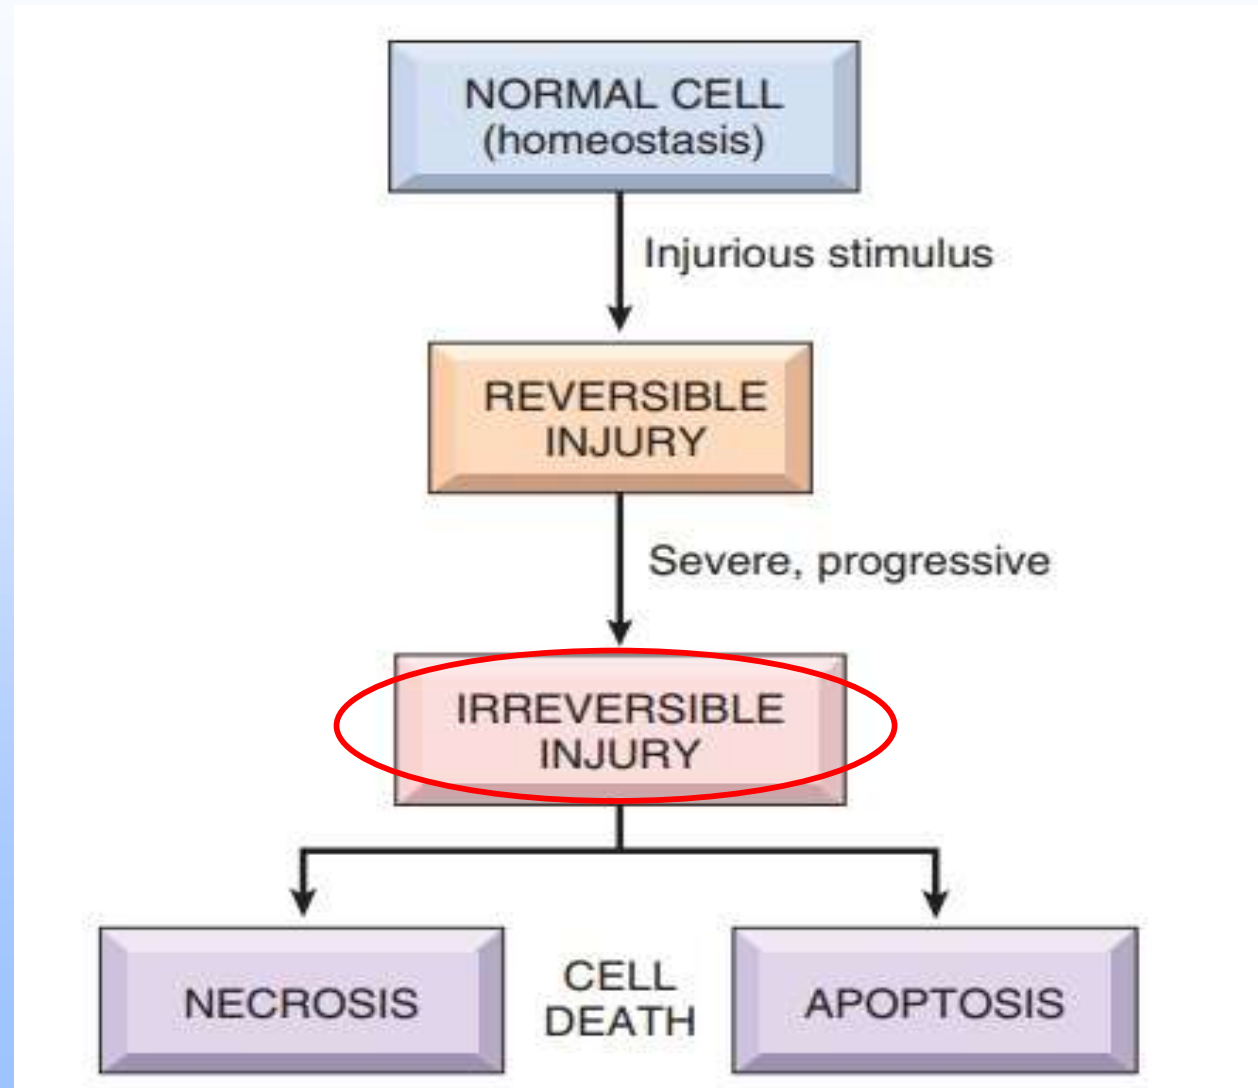 NORMAL CELL
(homeostasis)
Injurious stimulus
REVERSIBLE
INJURY
Severe, progressive
IRREVERSIBLE
INJURY
NECROSIS
CELL
DEATH
APOPTOSIS